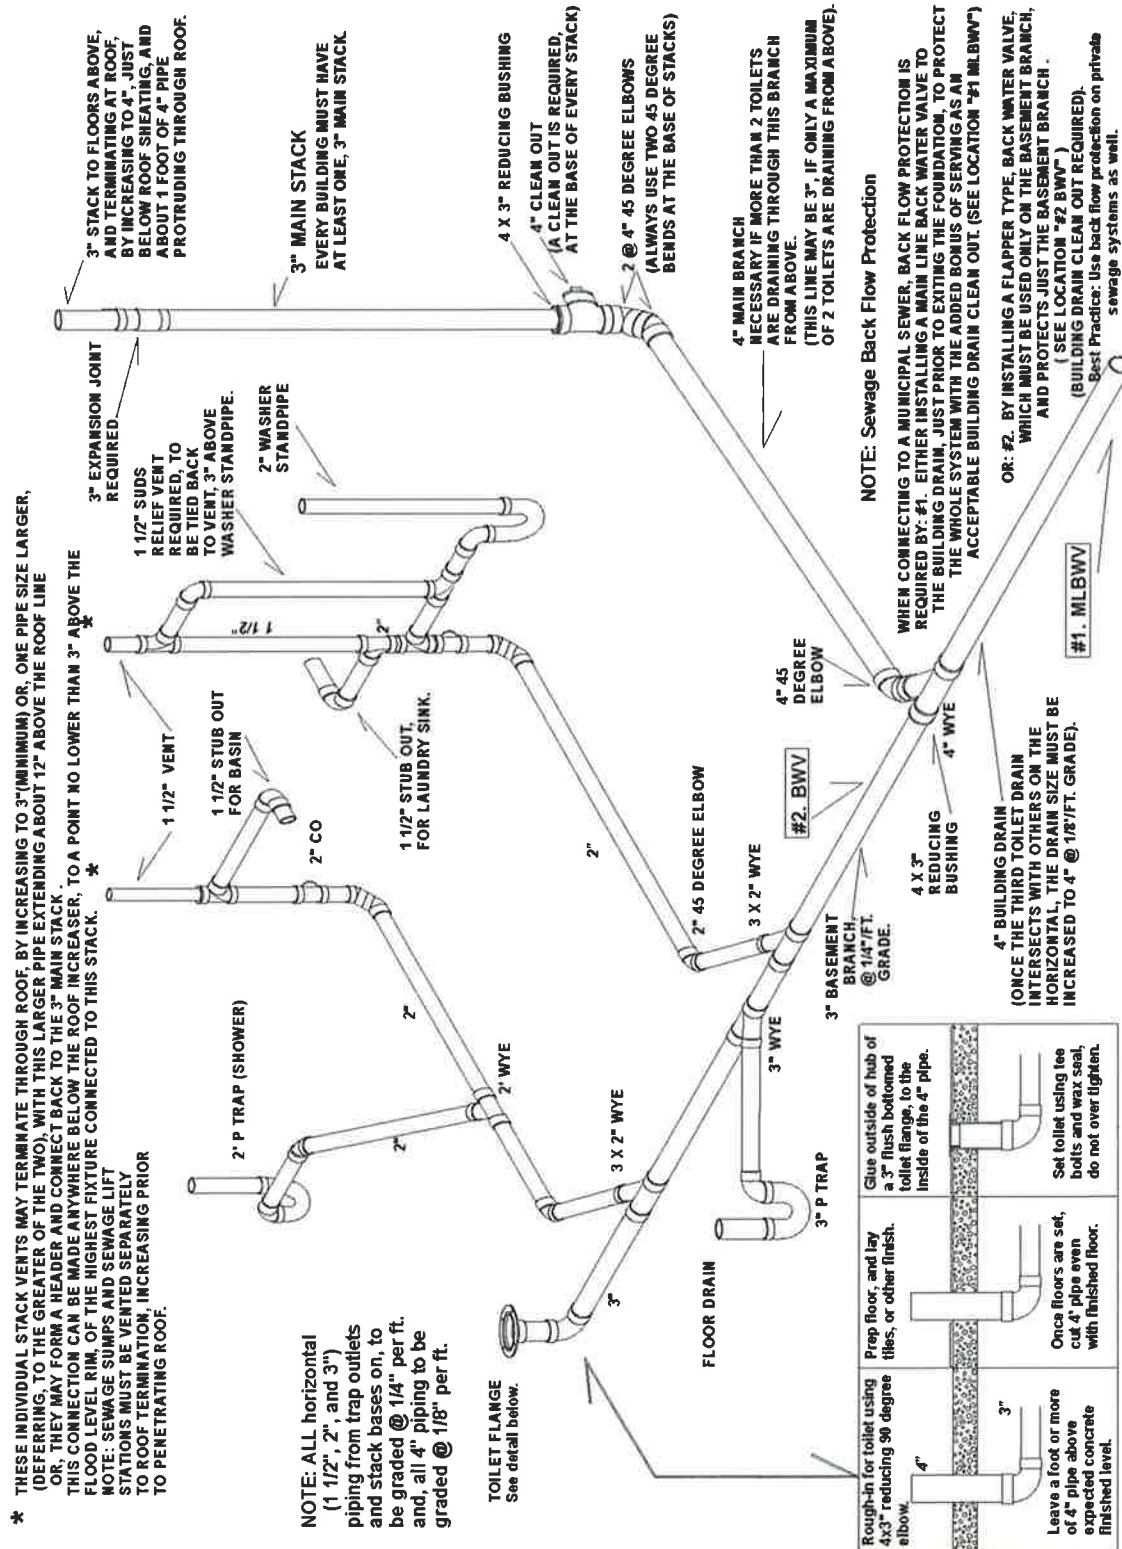 * THESE INDIVIDUAL STACK VENTS MAY TERMINATE THROUGH ROOF, BY INCREASING TO 3"(MINIMUM) OR, ONE PIPE SIZE LARGER,
(DEFERRING, TO THE GREATER OF THE TWO), WITH THIS LARGER PIPE EXTENDING ABOUT 12" ABOVE THE ROOF LINE
OR, THEY MAY FORM A HEADER AND CONNECT BACK TO THE 3" MAIN STACK.
THIS CONNECTION CAN BE MADE ANYWHERE BELOW THE ROOF INCREASER, TO A POINT NO LOWER THAN 3" ABOVE THE
FLOOD LEVEL RIM, OF THE HIGHEST FIXTURE CONNECTED TO THIS STACK.
NOTE: SEWAGE SUMPS AND SEWAGE LIFT
STATIONS MUST BE VENTED SEPARATELY
TO ROOF TERMINATION, INCREASING PRIOR
TO PENETRATING ROOF.
*
*
3" STACK TO FLOORS ABOVE,
AND TERMINATING AT ROOF,
BY INCREASING TO 4", JUST
BELOW ROOF SHEATING, AND
ABOUT 1 FOOT OF 4" PIPE
PROTRUDING THROUGH ROOF.
3" EXPANSION JOINT
REQUIRED
1 1/2" SUDS
RELIEF VENT
REQUIRED, TO
BE TIED BACK
TO VENT, 3" ABOVE
WASHER STANDPIPE.
3" MAIN STACK
EVERY BUILDING MUST HAVE
AT LEAST ONE, 3" MAIN STACK.
1 1/2" VENT
1 1/2" STUB OUT
FOR BASIN
2" CO
1 1/2"
2"
2" WASHER
STANDPIPE
1 1/2" STUB OUT,
FOR LAUNDRY SINK.
4 X 3" REDUCING BUSHING
4" CLEAN OUT
(A CLEAN OUT IS REQUIRED,
AT THE BASE OF EVERY STACK)
2 @ 4" 45 DEGREE ELBOWS
(ALWAYS USE TWO 45 DEGREE
BENDS AT THE BASE OF STACKS)
2' P TRAP (SHOWER)
2"
2"
2' WYE
2"
2" 45 DEGREE ELBOW
3 X 2" WYE
3 X 2" WYE
4" MAIN BRANCH
NECESSARY IF MORE THAN 2 TOILETS
ARE DRAINING THROUGH THIS BRANCH
FROM ABOVE.
(THIS LINE MAY BE 3", IF ONLY A MAXIMUM
OF 2 TOILETS ARE DRAINING FROM ABOVE).
NOTE: ALL horizontal
(1 1/2", 2", and 3")
piping from trap outlets
and stack bases on, to
be graded @ 1/4" per ft.
and, all 4" piping to be
graded @ 1/8" per ft.
TOILET FLANGE
See detail below.
3"
FLOOR DRAIN
3" P TRAP
3" WYE
3" BASEMENT
BRANCH,
@ 1/4"/FT.
GRADE.
#2. BWV
4" 45
DEGREE
ELBOW
4 X 3"
REDUCING
BUSHING
4" WYE
4" BUILDING DRAIN
(ONCE THE THIRD TOILET DRAIN
INTERSECTS WITH OTHERS ON THE
HORIZONTAL, THE DRAIN SIZE MUST BE
INCREASED TO 4" @ 1/8"/FT. GRADE).
NOTE: Sewage Back Flow Protection
WHEN CONNECTING TO A MUNICIPAL SEWER, BACK FLOW PROTECTION IS
REQUIRED BY: #1. EITHER INSTALLING A MAIN LINE BACK WATER VALVE TO
THE BUILDING DRAIN, JUST PRIOR TO EXITING THE FOUNDATION, TO PROTECT
THE WHOLE SYSTEM WITH THE ADDED BONUS OF SERVING AS AN
ACCEPTABLE BUILDING DRAIN CLEAN OUT. (SEE LOCATION "#1 MLBWV")
OR: #2. BY INSTALLING A FLAPPER TYPE, BACK WATER VALVE,
WHICH MUST BE USED ONLY ON THE BASEMENT BRANCH,
AND PROTECTS JUST THE BASEMENT BRANCH.
( SEE LOCATION "#2 BWV" )
(BUILDING DRAIN CLEAN OUT REQUIRED).
Best Practice: Use back flow protection on private
sewage systems as well.
#1. MLBWV
Rough-in for toilet using
4x3" reducing 90 degree
elbow.
4"
3"
Leave a foot or more
of 4" pipe above
expected concrete
finished level.
Prep floor, and lay
tiles, or other finish.
Once floors are set,
cut 4' pipe even
with finished floor.
Glue outside of hub of
a 3" flush bottomed
toilet flange, to the
inside of the 4" pipe.
Set toilet using tee
bolts and wax seal,
do not over tighten.